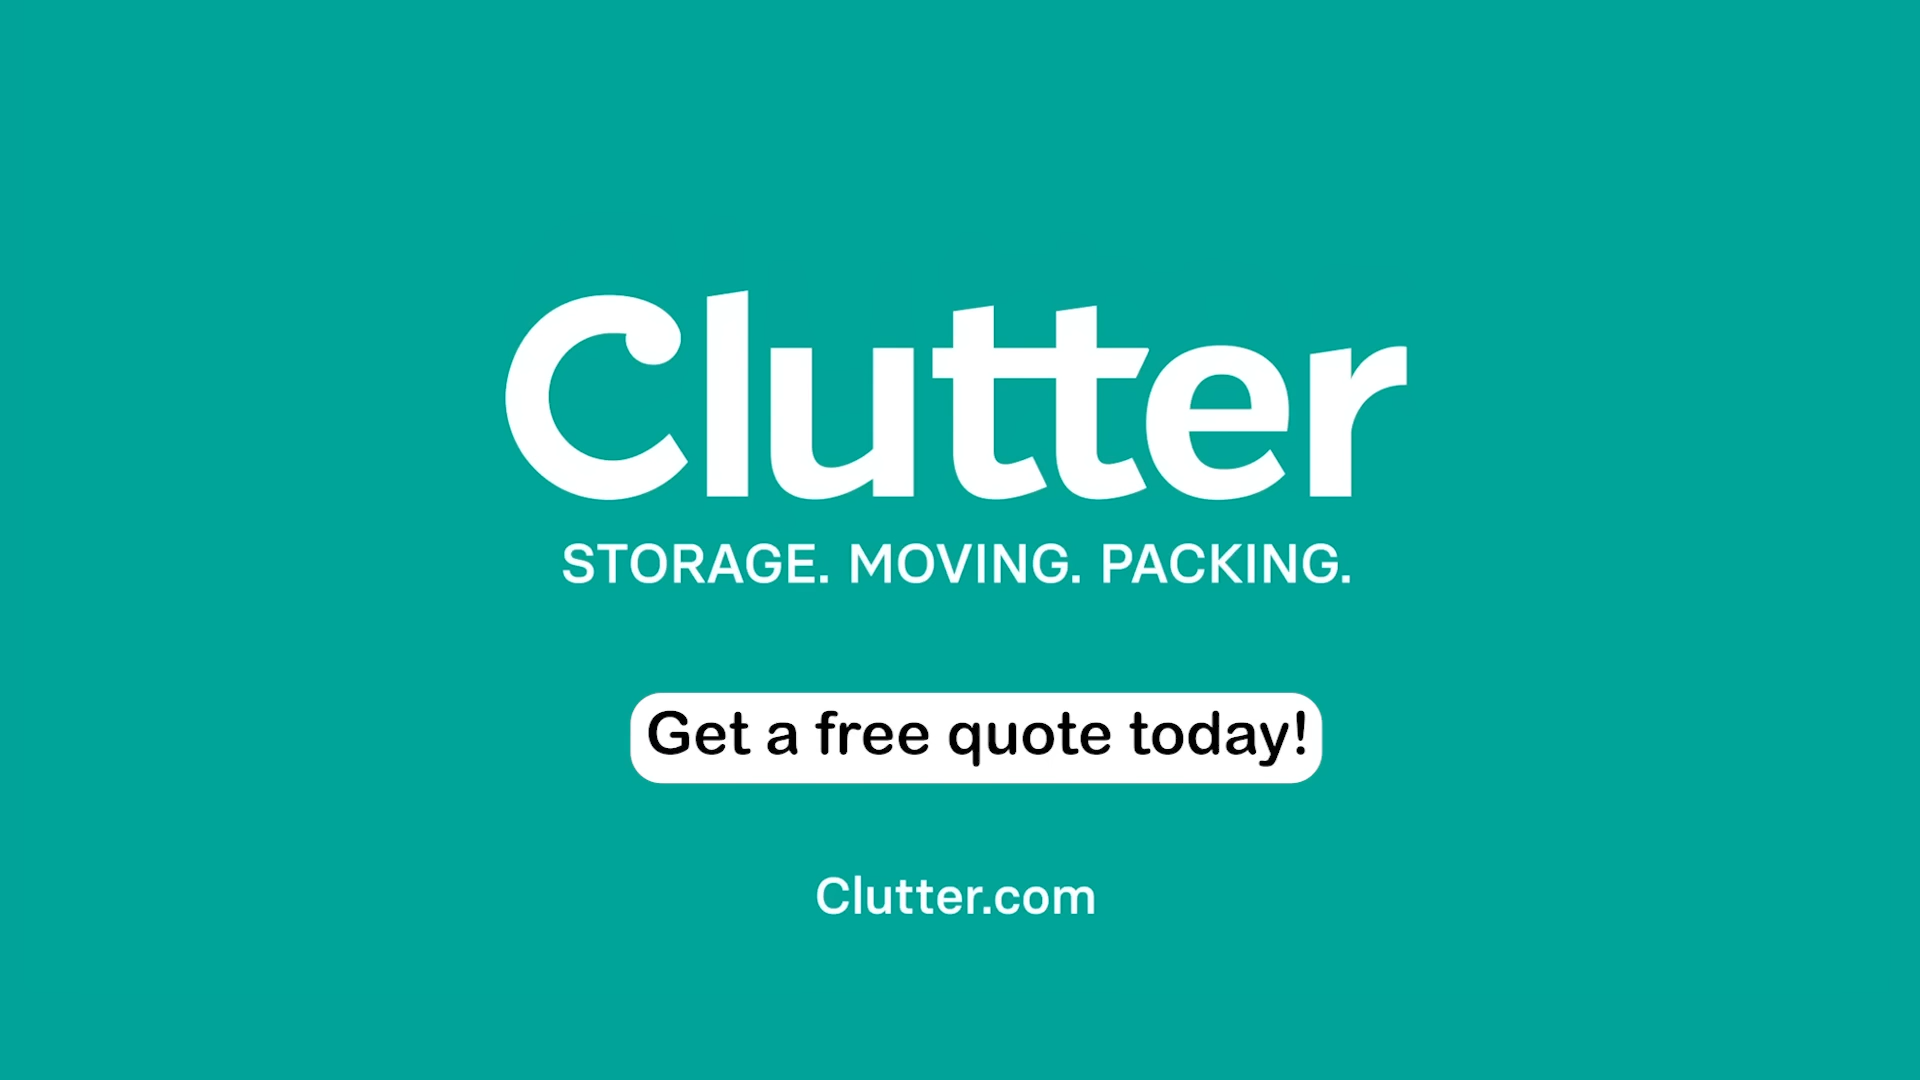 Clutter
STORAGE. MOVING. PACKING.
Get a free quote today!
Clutter.com